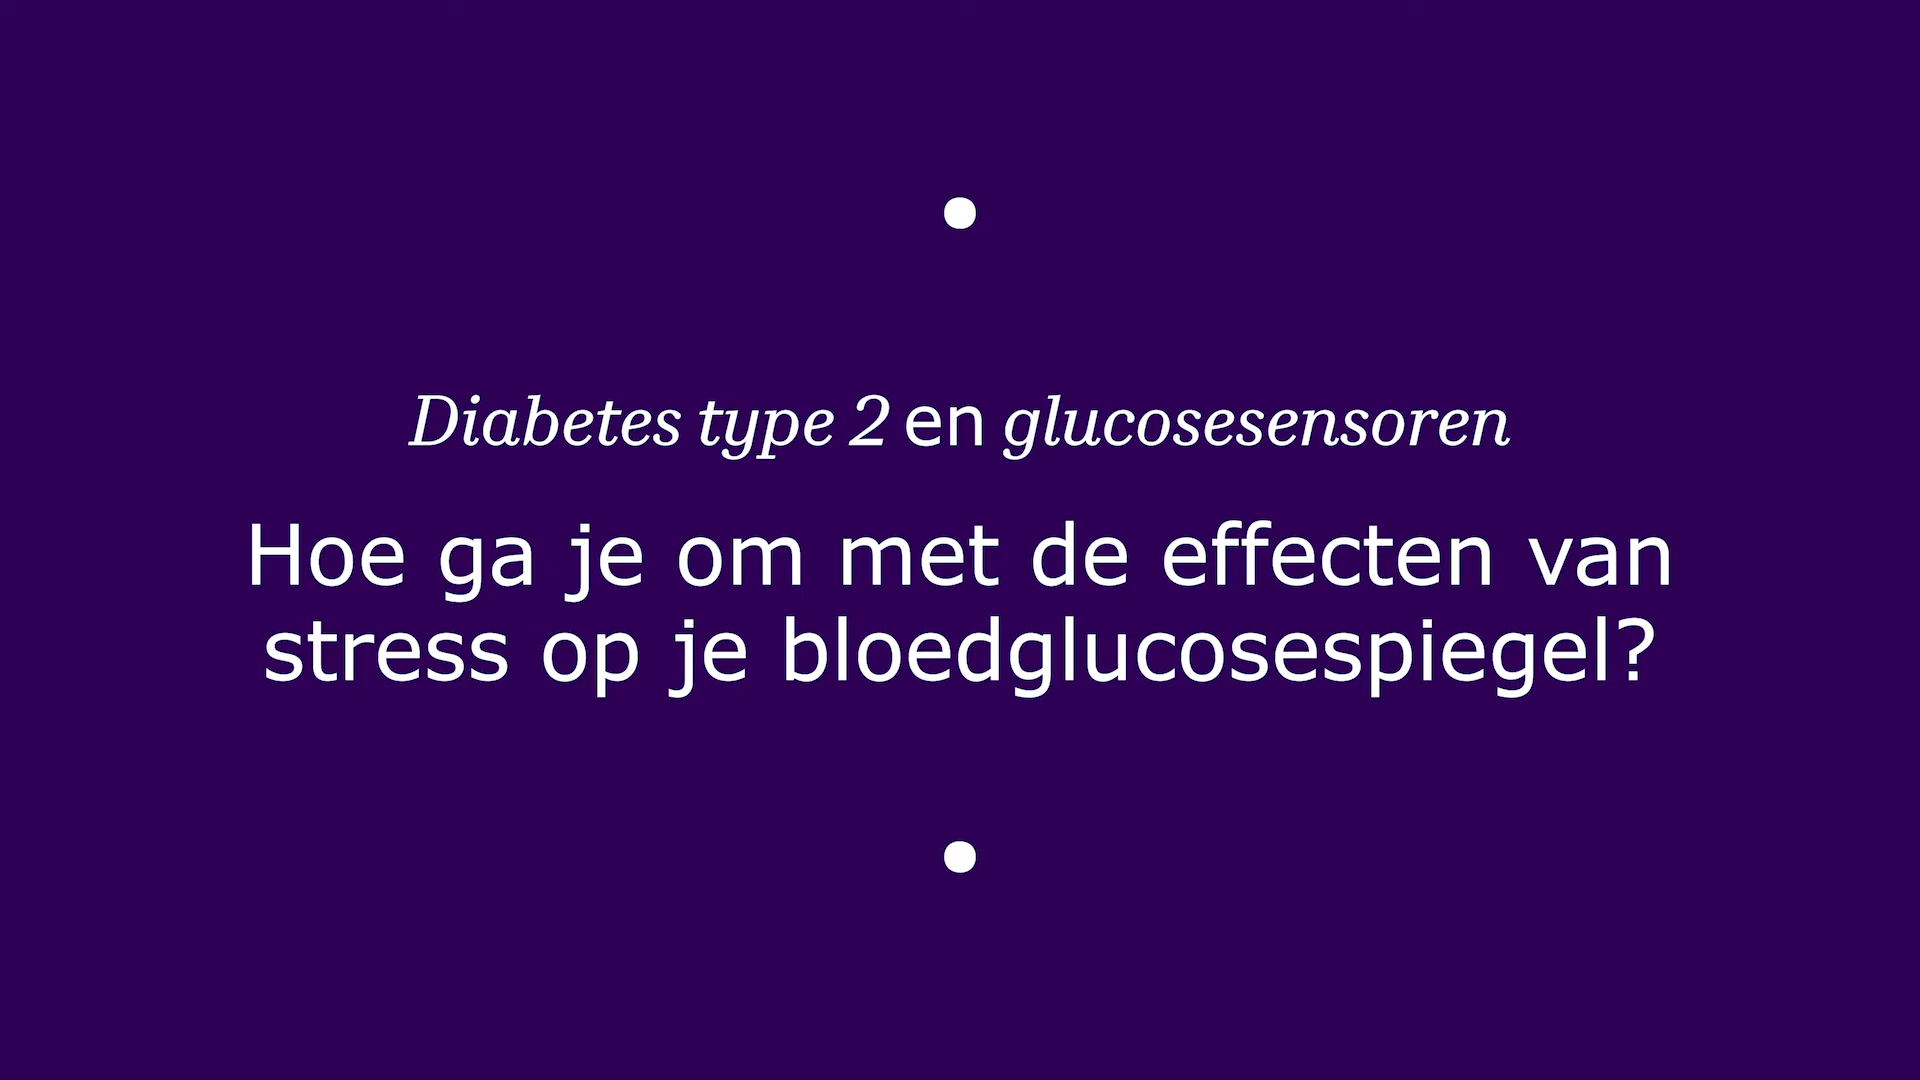 Diabetes type 2 en glucosesensoren
Hoe ga je om met de effecten van
stress op je bloedglucosespiegel?